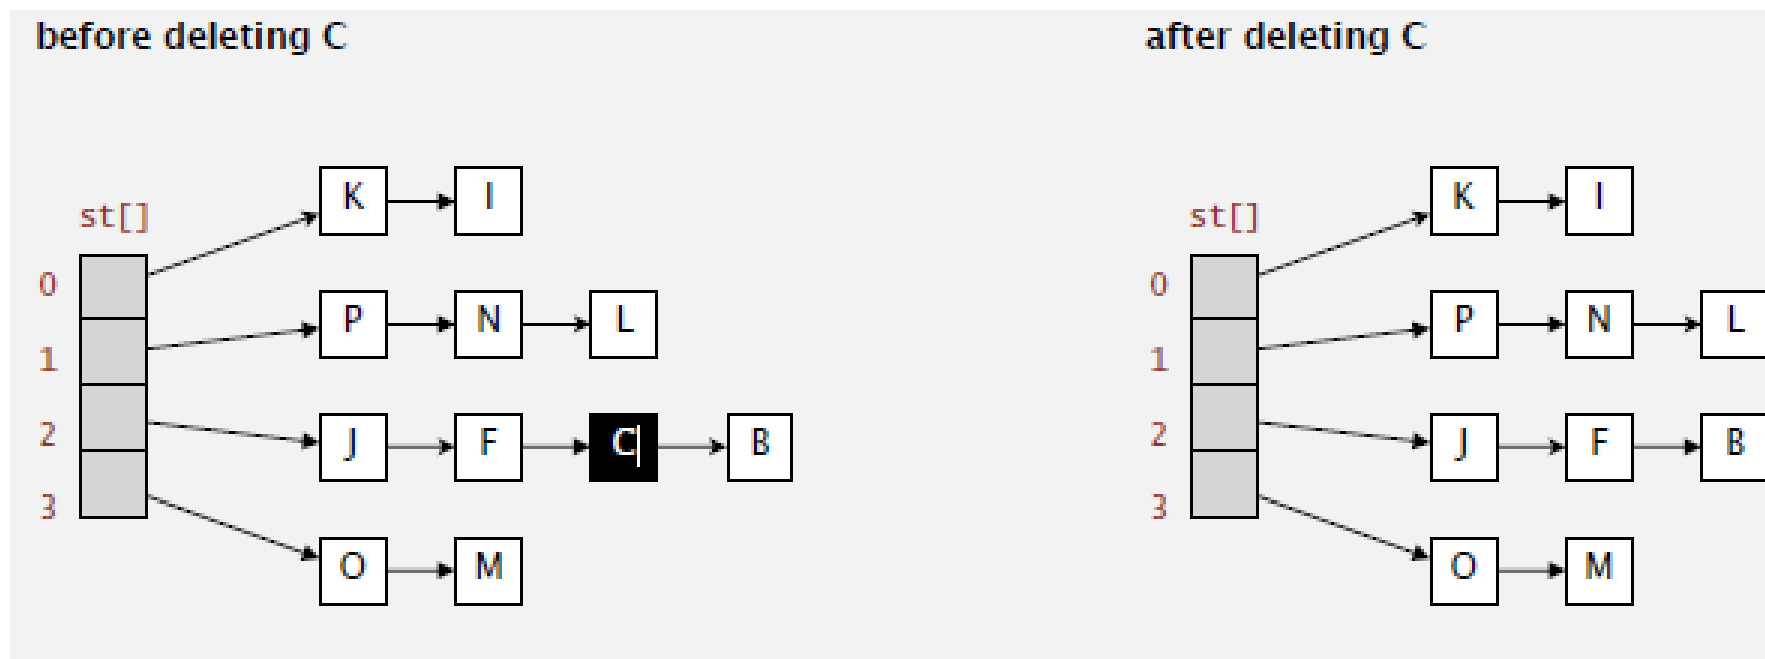 before deleting C
after deleting C
K I
K I
st[]
st[]
0
0
P N L
P N L
1
1
2 J F C B
2 J F B
3
3
O M
O M